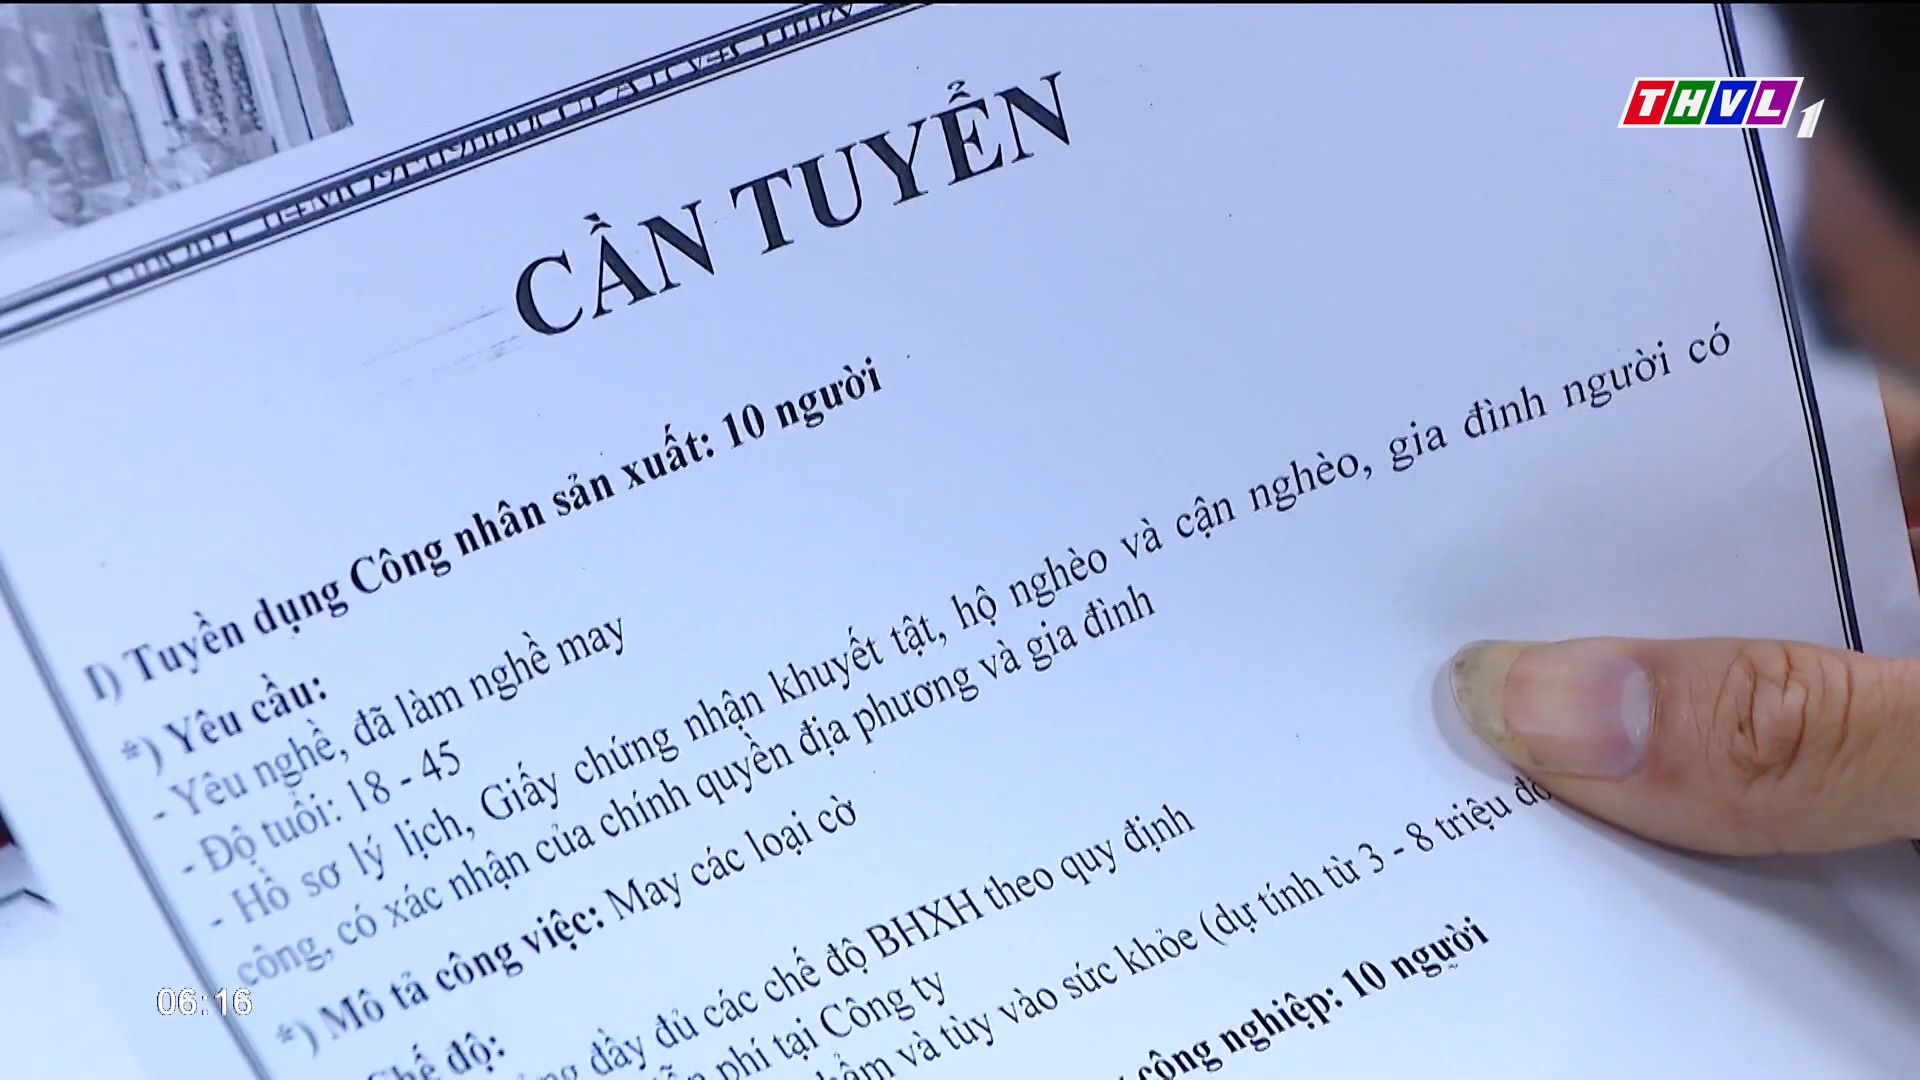 THVL1
CẦN TUYỂN
I) Tuyển dụng Công nhân sản xuất: 10 người
*) Yêu cầu:
- Yêu nghề, đã làm nghề may
- Độ tuổi: 18 - 45
- Hồ sơ lý lịch, Giấy chứng nhận khuyết tật, hộ nghèo và cận nghèo, gia đình người có
công, có xác nhận của chính quyền địa phương và gia đình
*) Mô tả công việc: May các loại cờ
Chế độ:
đầy đủ các chế độ BHXH theo quy định
phí tại Công ty
và tùy vào sức khỏe (dự tính từ 3 - 8 triệu
công nghiệp: 10 người
06:16